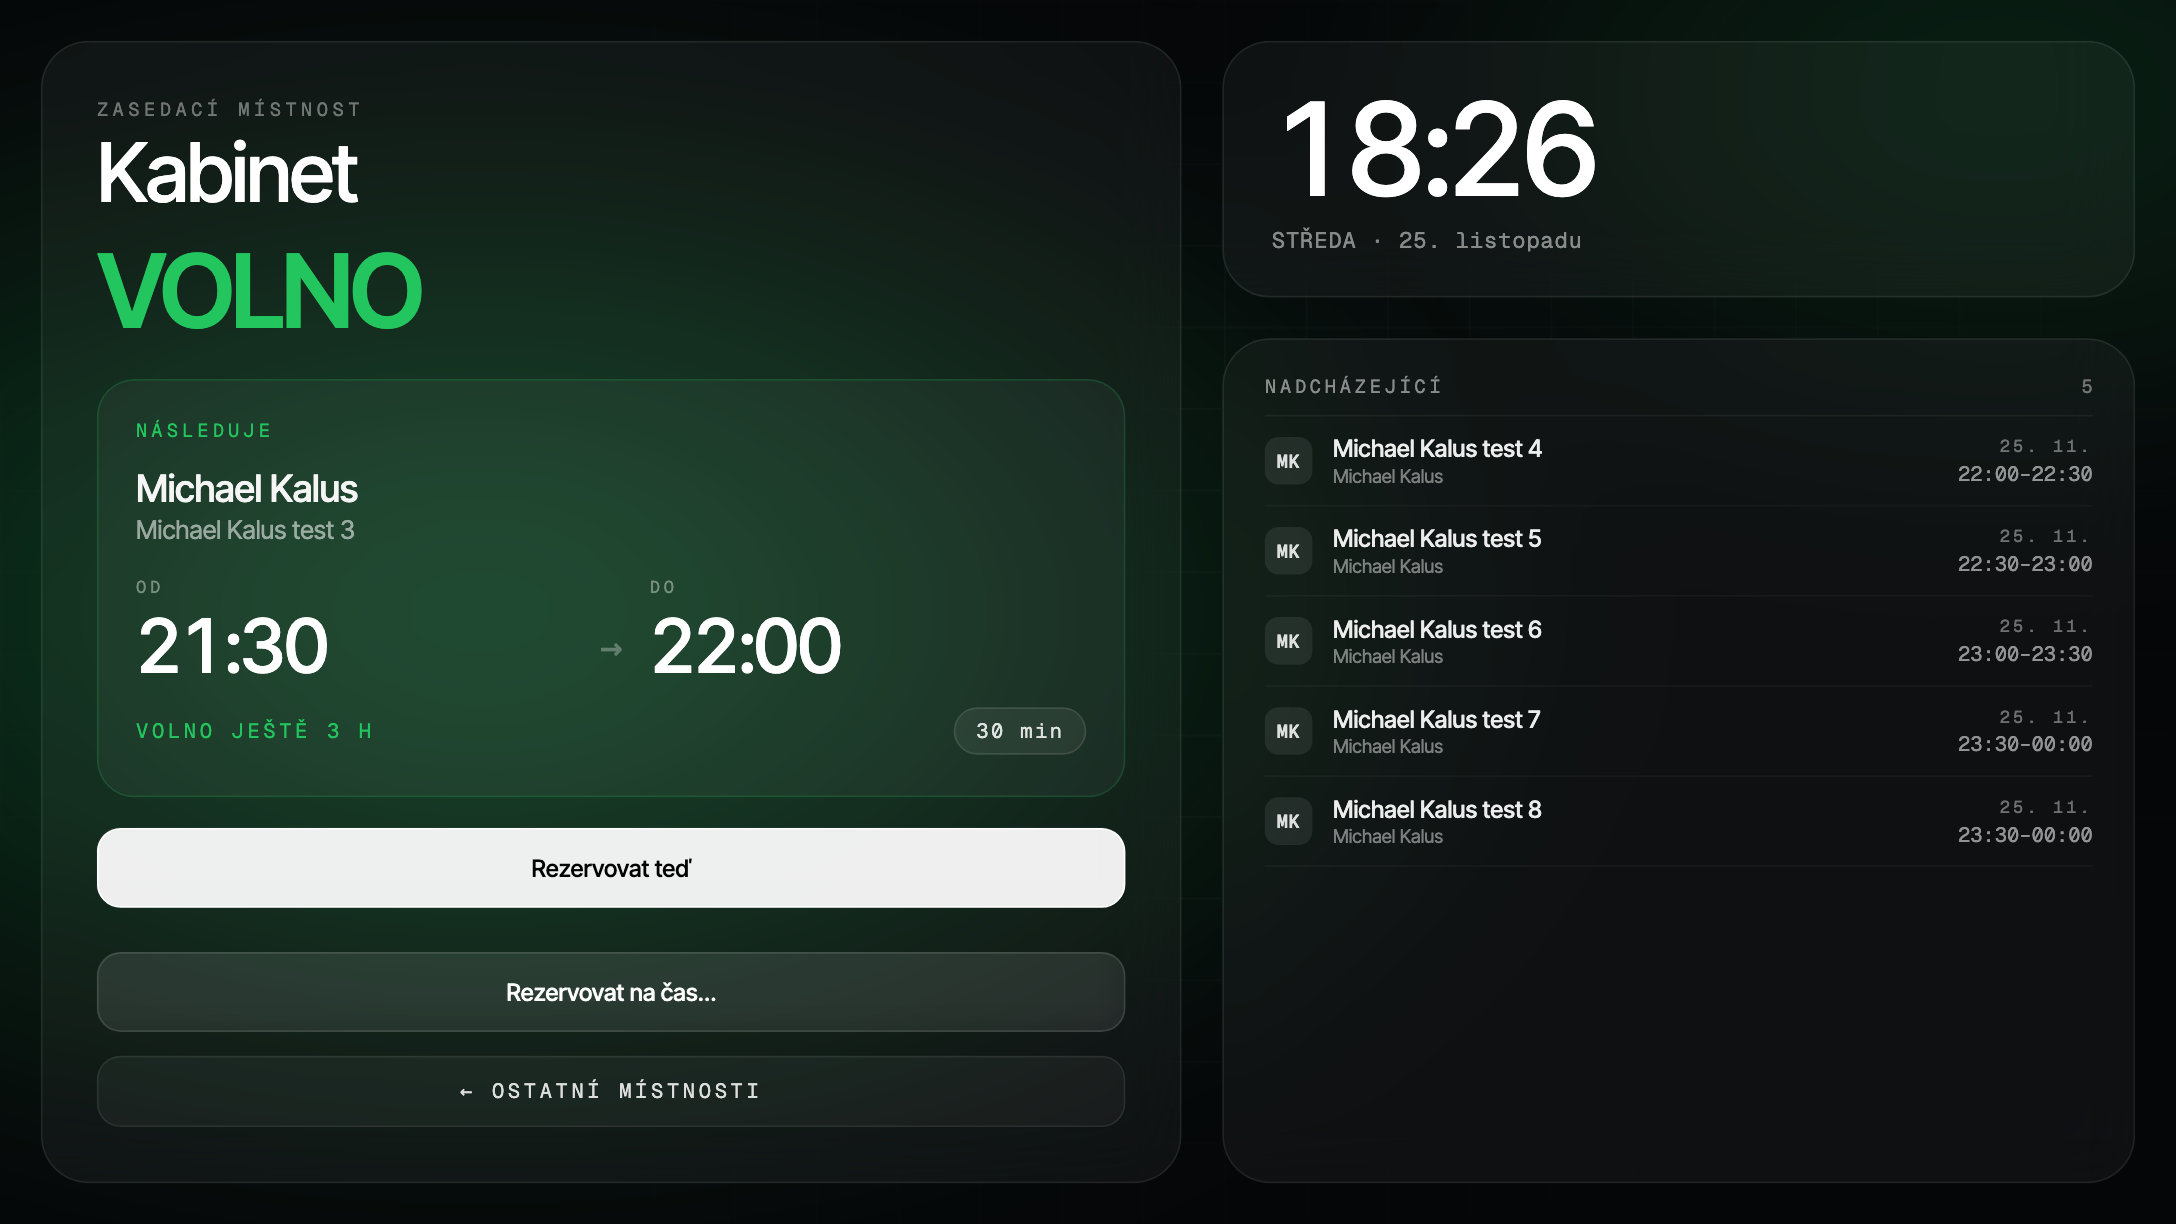 ZASEDACÍ MÍSTNOST
Kabinet
VOLNO
NÁSLEDUJE
Michael Kalus
Michael Kalus test 3
OD
DO
21:30
→
22:00
VOLNO JEŠTĚ 3 H
30 min
Rezervovat teď
Rezervovat na čas...
← OSTATNÍ MÍSTNOSTI
18:26
STŘEDA · 25. listopadu
NADCHÁZEJÍCÍ
5
MK
Michael Kalus test 4
Michael Kalus
25. 11.
22:00–22:30
MK
Michael Kalus test 5
Michael Kalus
25. 11.
22:30–23:00
MK
Michael Kalus test 6
Michael Kalus
25. 11.
23:00–23:30
MK
Michael Kalus test 7
Michael Kalus
25. 11.
23:30–00:00
MK
Michael Kalus test 8
Michael Kalus
25. 11.
23:30–00:00